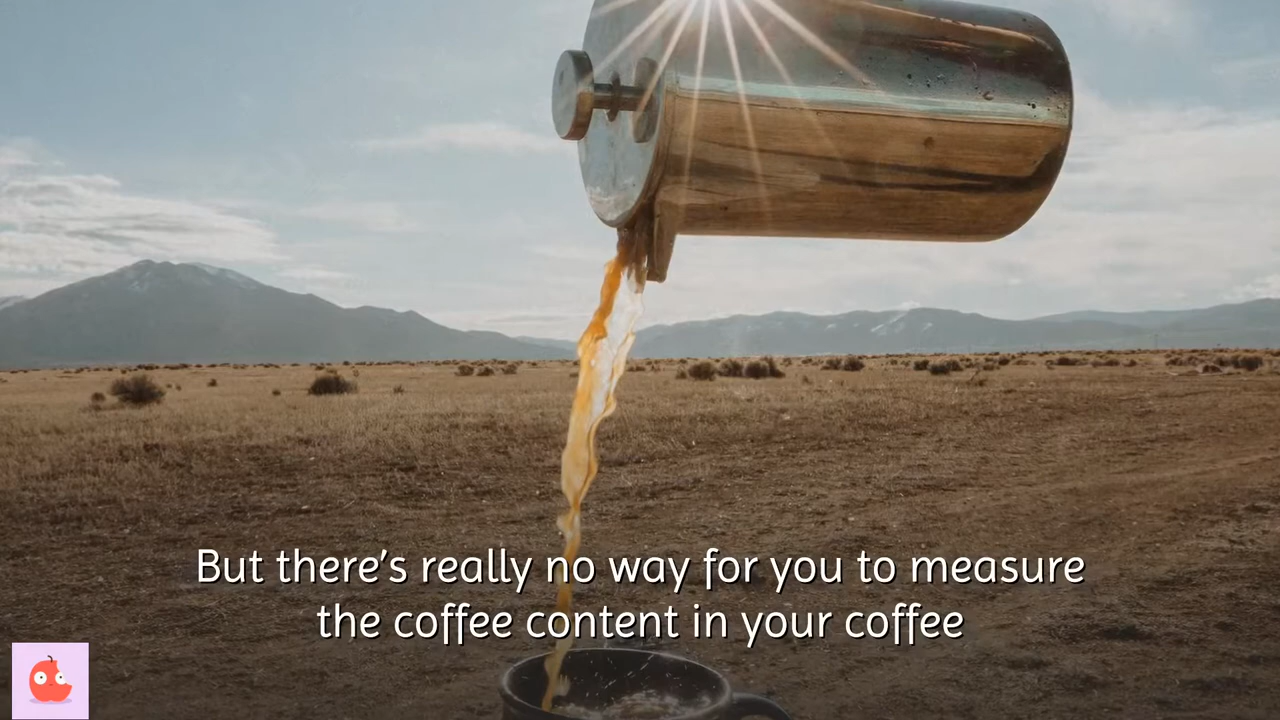 But there's really no way for you to measure
the coffee content in your coffee